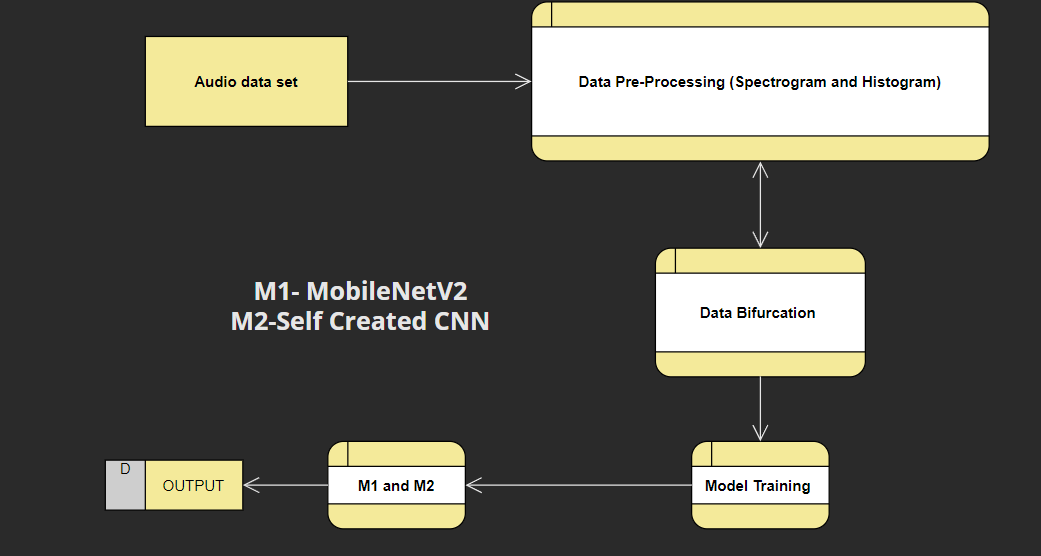 Audio data set
Data Pre-Processing (Spectrogram and Histogram)
M1- MobileNetV2
M2-Self Created CNN
Data Bifurcation
D
OUTPUT
M1 and M2
Model Training